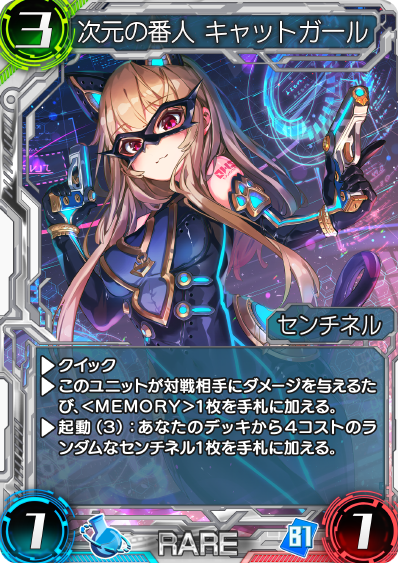 3
次元の番人 キャットガール
センチネル
▶クイック
▶このユニットが対戦相手にダメージを与えるた
び、<MEMORY>1枚を手札に加える。
▶起動(3):あなたのデッキから4コストのラ
ンダムなセンチネル1枚を手札に加える。
1
RARE
B1
1